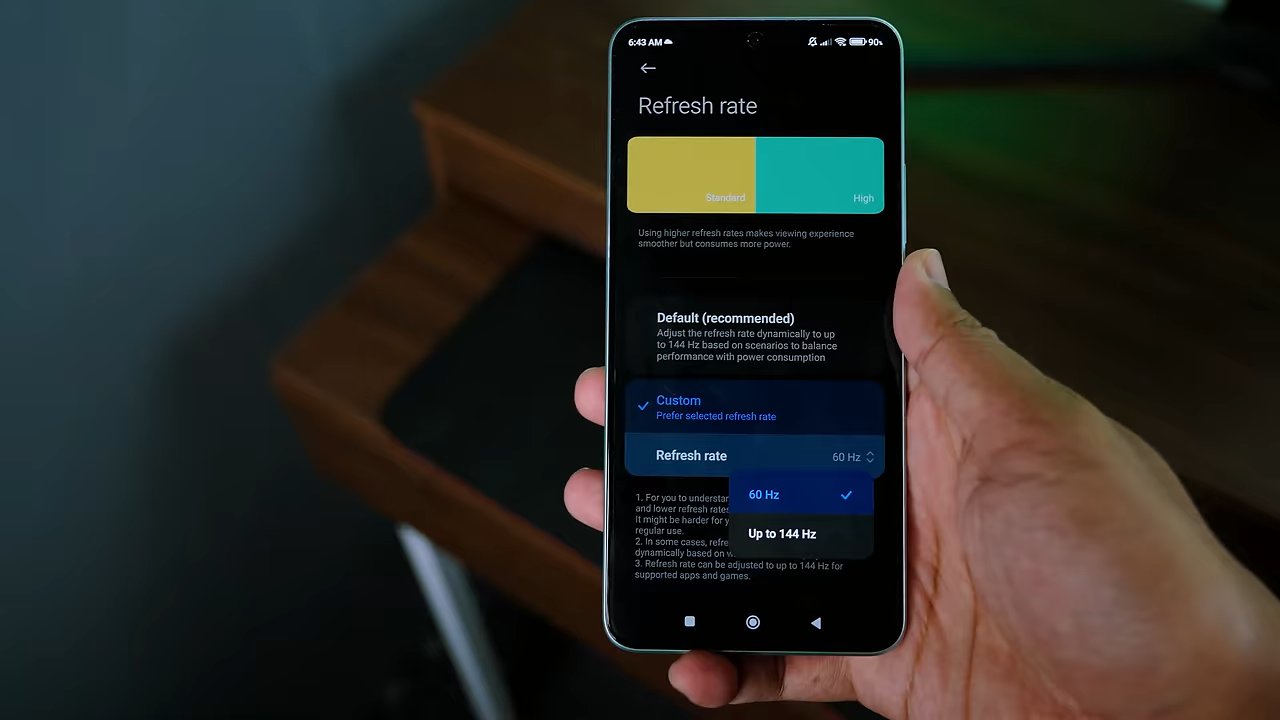 6:43 AM
90%
Refresh rate
Standard
High
Using higher refresh rates makes viewing experience
smoother but consumes more power.
Default (recommended)
Adjust the refresh rate dynamically to up
to 144 Hz based on scenarios to balance
performance with power consumption
Custom
Prefer selected refresh rate
Refresh rate
60 Hz
60 Hz
Up to 144 Hz
1. For you to
and lower refresh rates
It might be harder for
regular use.
2. In some cases,
dynamically based on
3. Refresh rate can be adjusted to up to 144 Hz for
supported apps and games.